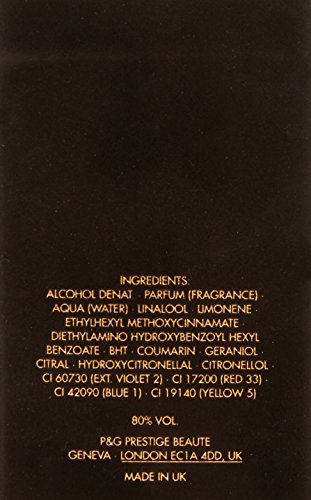 INGREDIENTS:
ALCOHOL DENAT · PARFUM (FRAGRANCE) ·
AQUA (WATER) · LINALOOL · LIMONENE ·
ETHYLHEXYL METHOXYCINNAMATE ·
DIETHYLAMINO HYDROXYBENZOYL HEXYL
BENZOATE · BHT · COUMARIN · GERANIOL ·
CITRAL · HYDROXYCITRONELLAL · CITRONELLOL ·
CI 60730 (EXT. VIOLET 2) · CI 17200 (RED 33) ·
CI 42090 (BLUE 1) · CI 19140 (YELLOW 5)
80% VOL.
P&G PRESTIGE BEAUTE
GENEVA · LONDON EC1A 4DD, UK
MADE IN UK